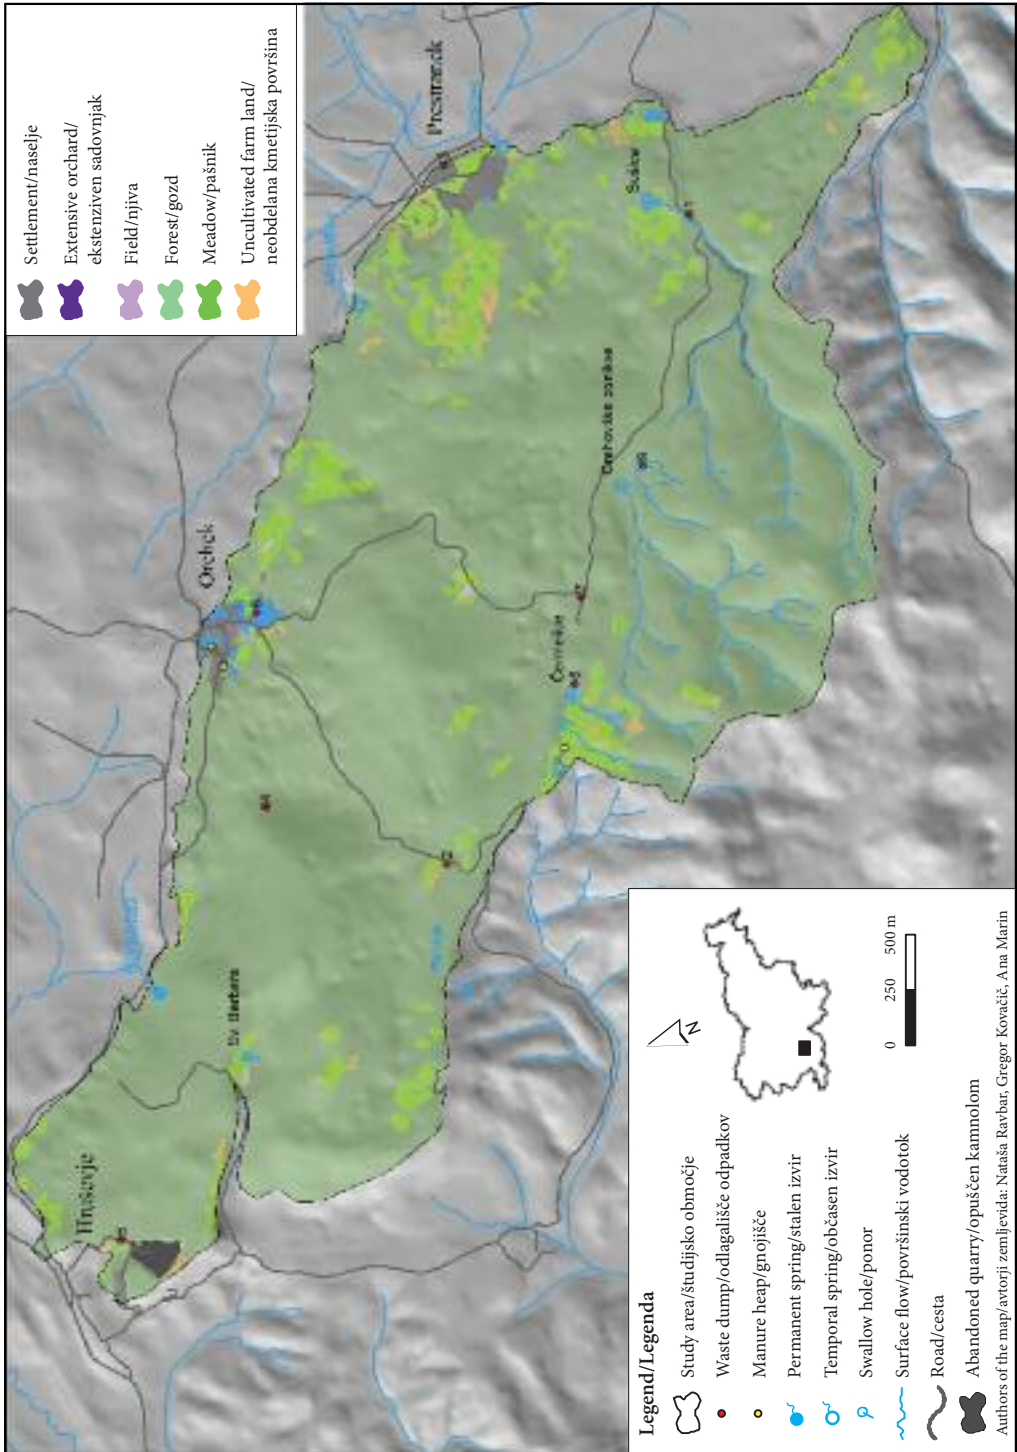 Settlement/naselje
Extensive orchard/
ekstenziven sadovnjak
Field/njiva
Forest/gozd
Meadow/pašnik
Uncultivated farm land/
neobdelana kmetijska površina
Prestranek
Orehek
Hruševje
Sv. Barbara
Legend/Legenda
Study area/študijsko območje
Waste dump/odlagališče odpadkov
Manure heap/gnojišče
Permanent spring/stalen izvir
Temporal spring/občasen izvir
Swallow hole/ponor
Surface flow/površinski vodotok
Road/cesta
Abandoned quarry/opuščen kamnolom
N
0 250 500 m
Authors of the map/avtorji zemljevida: Nataša Ravbar, Gregor Kovačič, Ana Marin